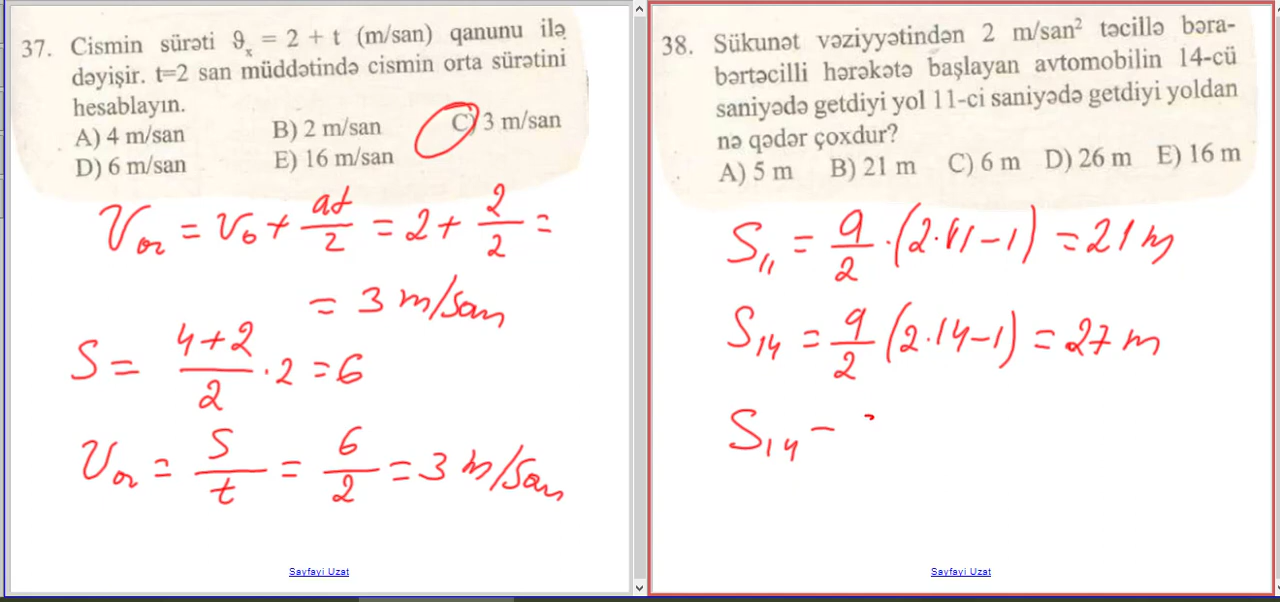 37. Cismin sürəti ϑₓ = 2 + t (m/san) qanunu ilə
dəyişir. t=2 san müddətində cismin orta sürətini
hesablayın.
A) 4 m/san B) 2 m/san C) 3 m/san
D) 6 m/san E) 16 m/san
Vor = V₀ + at/2 = 2 + 2/2 =
= 3 m/san
S = (4+2)/2 · 2 = 6
Vor = S/t = 6/2 = 3 m/san
Sayfayi Uzat
38. Sükunət vəziyyətindən 2 m/san² təcillə bəra-
bərtəcilli hərəkətə başlayan avtomobilin 14-cü
saniyədə getdiyi yol 11-ci saniyədə getdiyi yoldan
nə qədər çoxdur?
A) 5 m B) 21 m C) 6 m D) 26 m E) 16 m
S₁₁ = a/2 · (2·11-1) = 21 m
S₁₄ = a/2 (2·14-1) = 27 m
S₁₄ -
Sayfayi Uzat